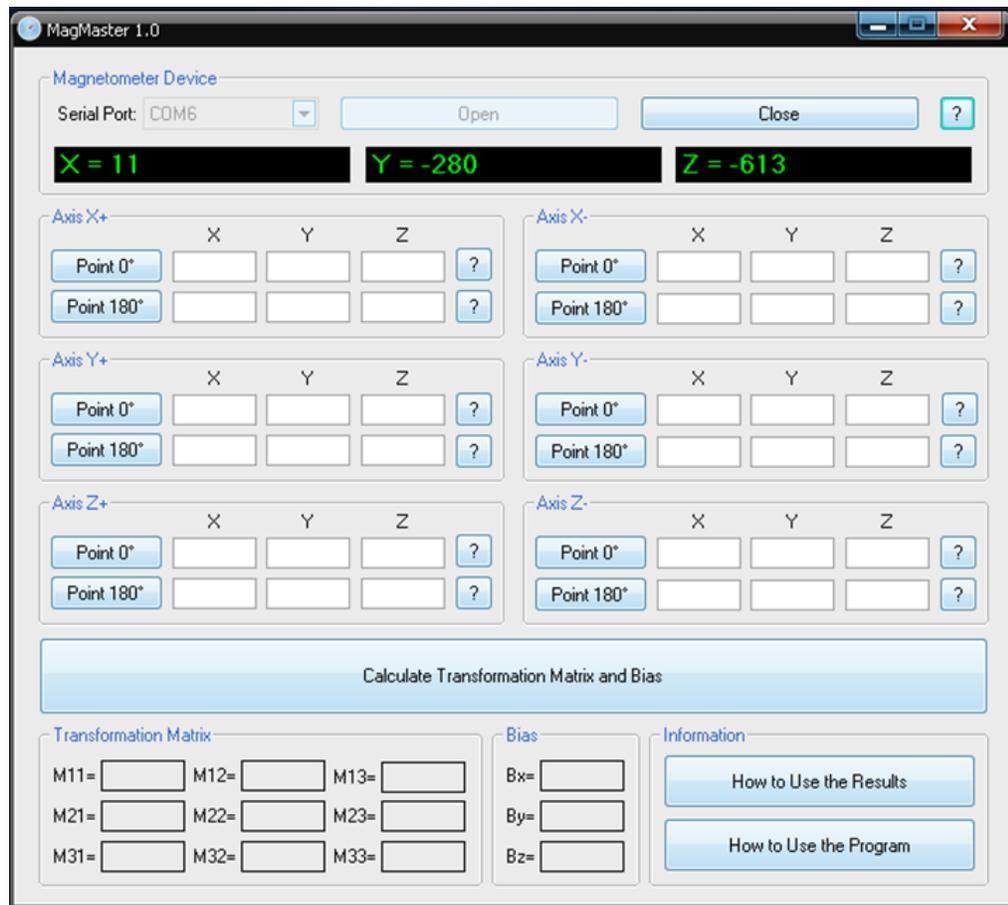 MagMaster 1.0
Magnetometer Device
Serial Port: COM6 Open Close ?
X = 11 Y = -280 Z = -613
Axis X+ Axis X-
X Y Z X Y Z
Point 0° ? Point 0° ?
Point 180° ? Point 180° ?
Axis Y+ Axis Y-
X Y Z X Y Z
Point 0° ? Point 0° ?
Point 180° ? Point 180° ?
Axis Z+ Axis Z-
X Y Z X Y Z
Point 0° ? Point 0° ?
Point 180° ? Point 180° ?
Calculate Transformation Matrix and Bias
Transformation Matrix Bias Information
M11= M12= M13= Bx= How to Use the Results
M21= M22= M23= By=
M31= M32= M33= Bz= How to Use the Program